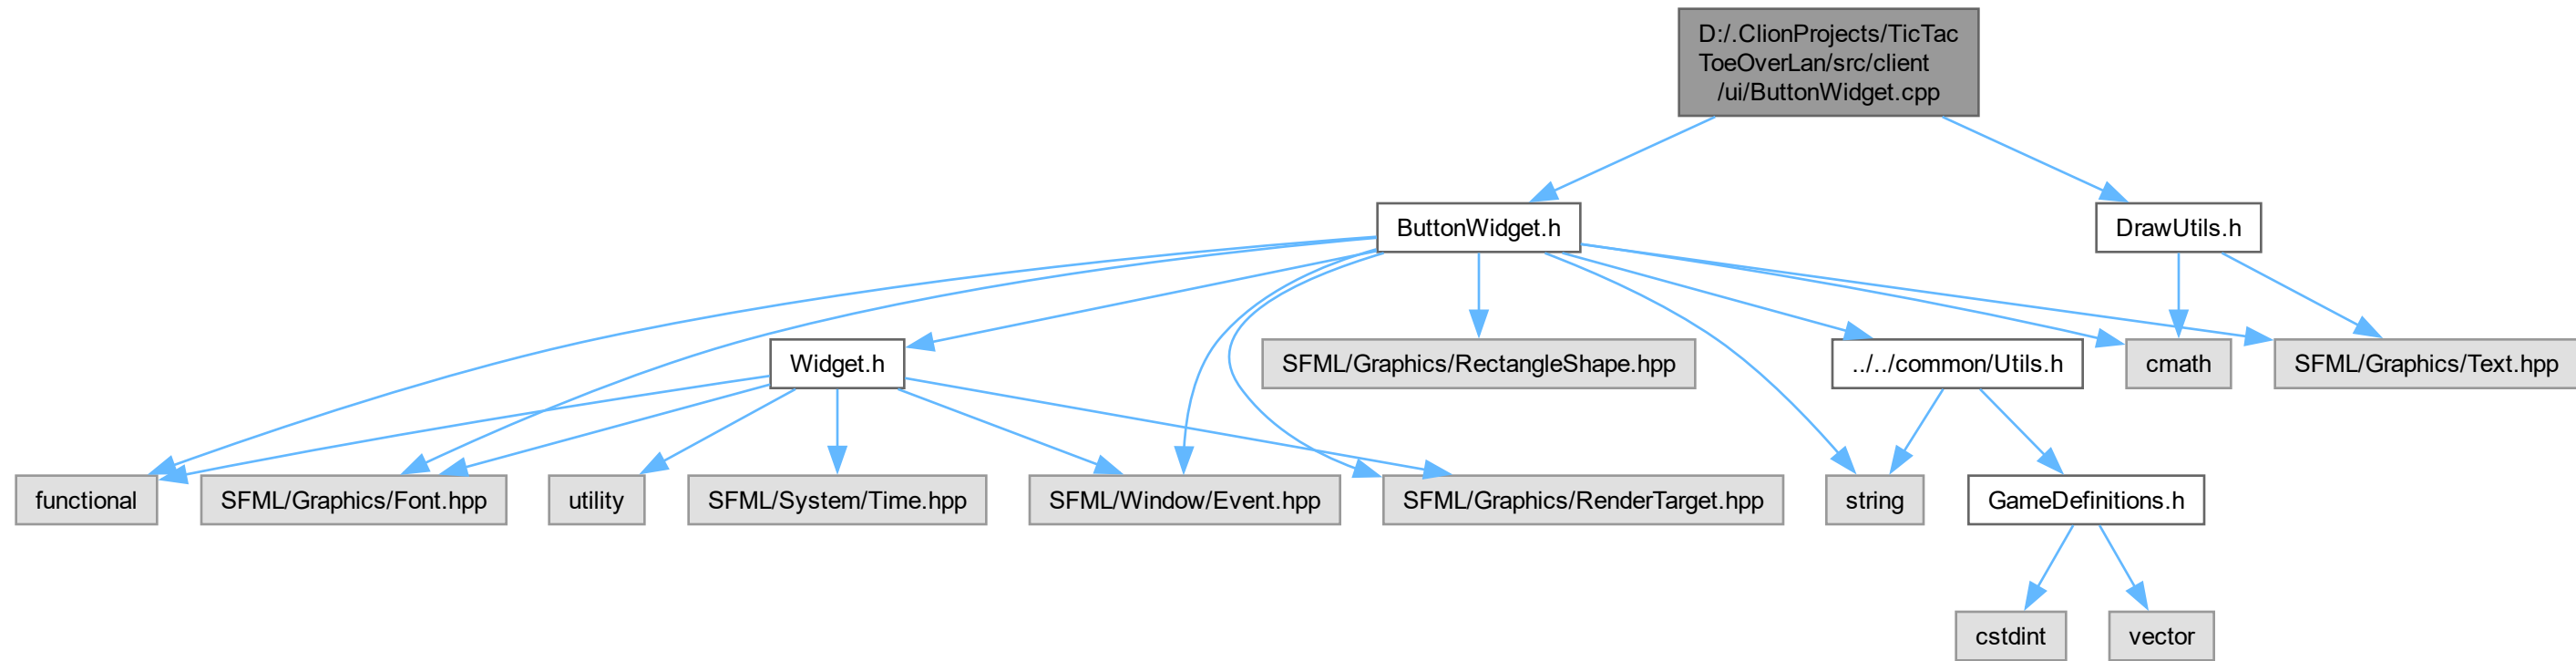 D:/.ClionProjects/TicTac
ToeOverLan/src/client
/ui/ButtonWidget.cpp
ButtonWidget.h
DrawUtils.h
Widget.h
SFML/Graphics/RectangleShape.hpp
../../common/Utils.h
cmath
SFML/Graphics/Text.hpp
functional
SFML/Graphics/Font.hpp
utility
SFML/System/Time.hpp
SFML/Window/Event.hpp
SFML/Graphics/RenderTarget.hpp
string
GameDefinitions.h
cstdint
vector